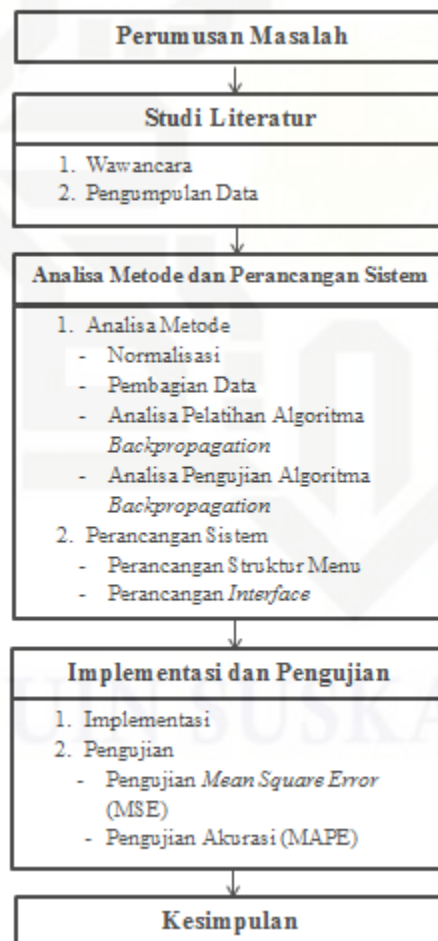 Perumusan Masalah
Studi Literatur
1. Wawancara
2. Pengumpulan Data
Analisa Metode dan Perancangan Sistem
1. Analisa Metode
- Normalisasi
- Pembagian Data
- Analisa Pelatihan Algoritma
Backpropagation
- Analisa Pengujian Algoritma
Backpropagation
2. Perancangan Sistem
- Perancangan Struktur Menu
- Perancangan Interface
Implementasi dan Pengujian
UIN SUSKA
1. Implementasi
2. Pengujian
- Pengujian Mean Square Error
(MSE)
- Pengujian Akurasi (MAPE)
Kesimpulan